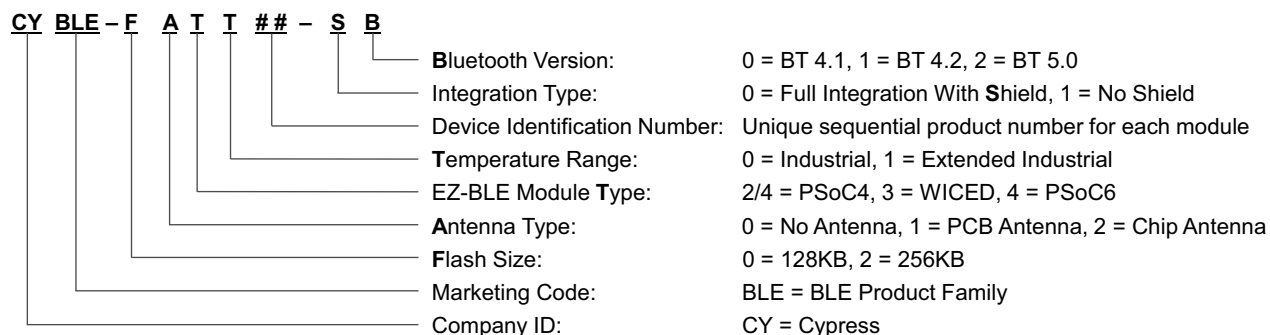 CY BLE – F A T T ## – S B
Bluetooth Version: 0 = BT 4.1, 1 = BT 4.2, 2 = BT 5.0
Integration Type: 0 = Full Integration With Shield, 1 = No Shield
Device Identification Number: Unique sequential product number for each module
Temperature Range: 0 = Industrial, 1 = Extended Industrial
EZ-BLE Module Type: 2/4 = PSoC4, 3 = WICED, 4 = PSoC6
Antenna Type: 0 = No Antenna, 1 = PCB Antenna, 2 = Chip Antenna
Flash Size: 0 = 128KB, 2 = 256KB
Marketing Code: BLE = BLE Product Family
Company ID: CY = Cypress